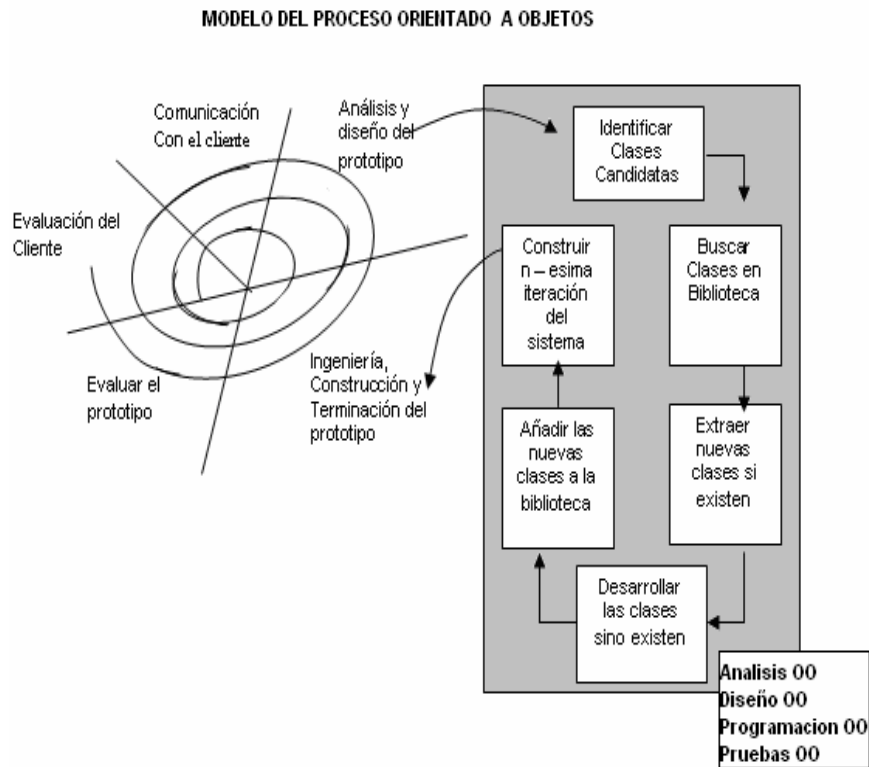 MODELO DEL PROCESO ORIENTADO A OBJETOS
Comunicación
Con el cliente
Análisis y
diseño del
prototipo
Evaluación del
Cliente
Evaluar el
prototipo
Ingeniería,
Construcción y
Terminación del
prototipo
Identificar
Clases
Candidatas
Buscar
Clases en
Biblioteca
Extraer
nuevas
clases si
existen
Desarrollar
las clases
sino existen
Añadir las
nuevas
clases a la
biblioteca
Construir
n – esima
iteración
del
sistema
Analisis OO
Diseño OO
Programacion OO
Pruebas OO